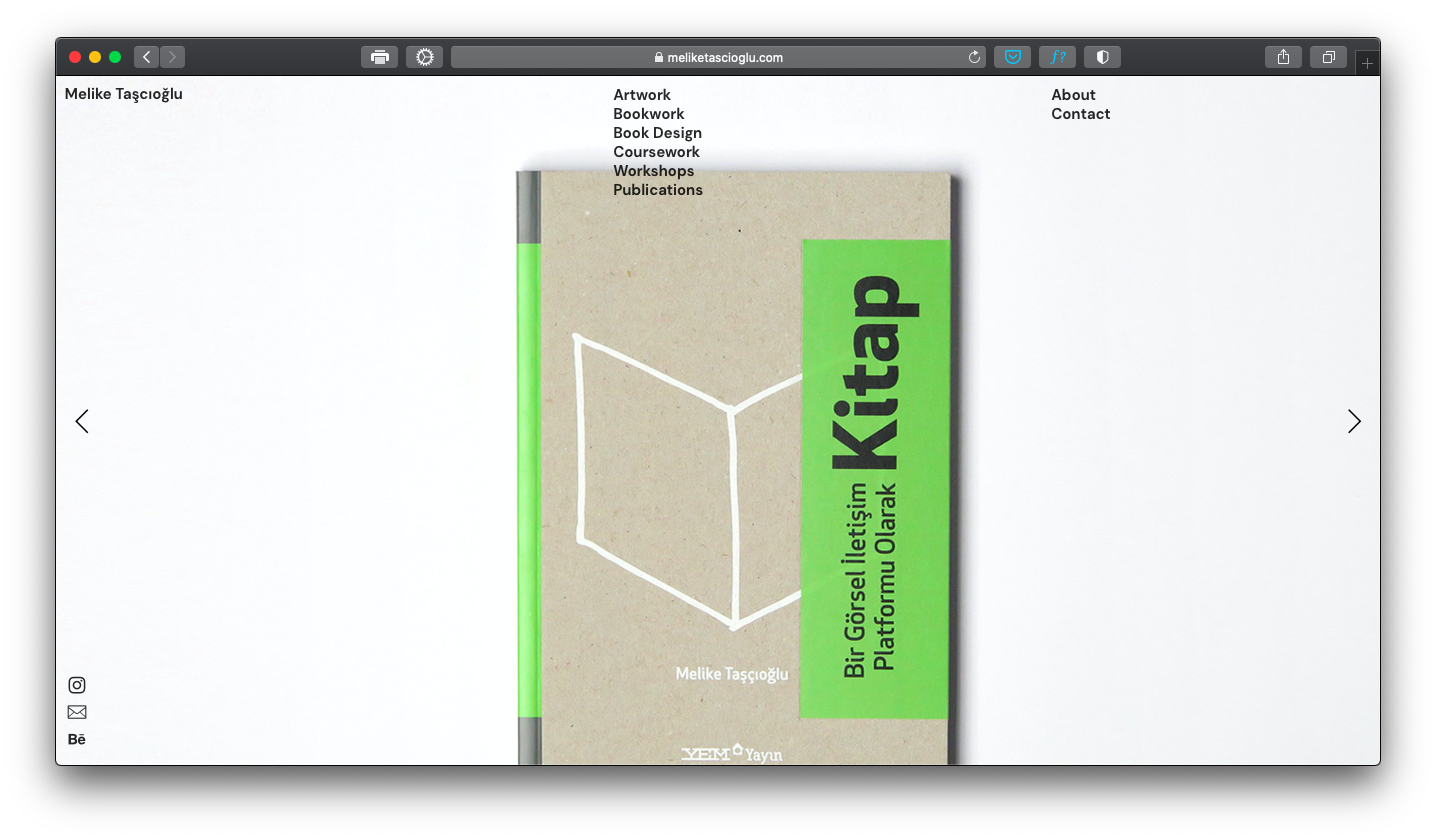 meliketascioglu.com
ƒ?
Melike Taşcıoğlu
Artwork
Bookwork
Book Design
Coursework
Workshops
Publications
About
Contact
Bir Görsel İletişim
Platformu Olarak
Kitap
Melike Taşçıoğlu
YEM Yayın
Bē